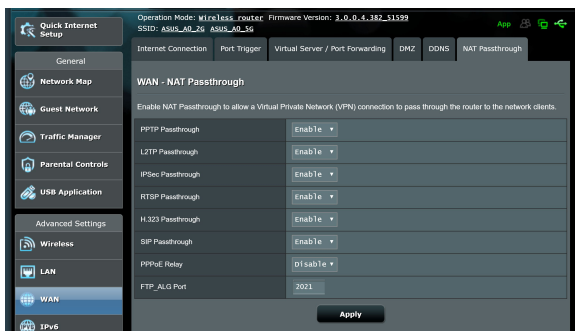 Quick Internet Setup
Operation Mode: Wireless router Firmware Version: 3.0.0.4.382_51599
SSID: ASUS_A0_2G ASUS_A0_5G
App
Internet Connection Port Trigger Virtual Server / Port Forwarding DMZ DDNS NAT Passthrough
General
Network Map
Guest Network
Traffic Manager
Parental Controls
USB Application
Advanced Settings
Wireless
LAN
WAN
IPv6
WAN - NAT Passthrough
Enable NAT Passthrough to allow a Virtual Private Network (VPN) connection to pass through the router to the network clients.
PPTP Passthrough Enable
L2TP Passthrough Enable
IPSec Passthrough Enable
RTSP Passthrough Enable
H.323 Passthrough Enable
SIP Passthrough Enable
PPPoE Relay Disable
FTP_ALG Port 2021
Apply